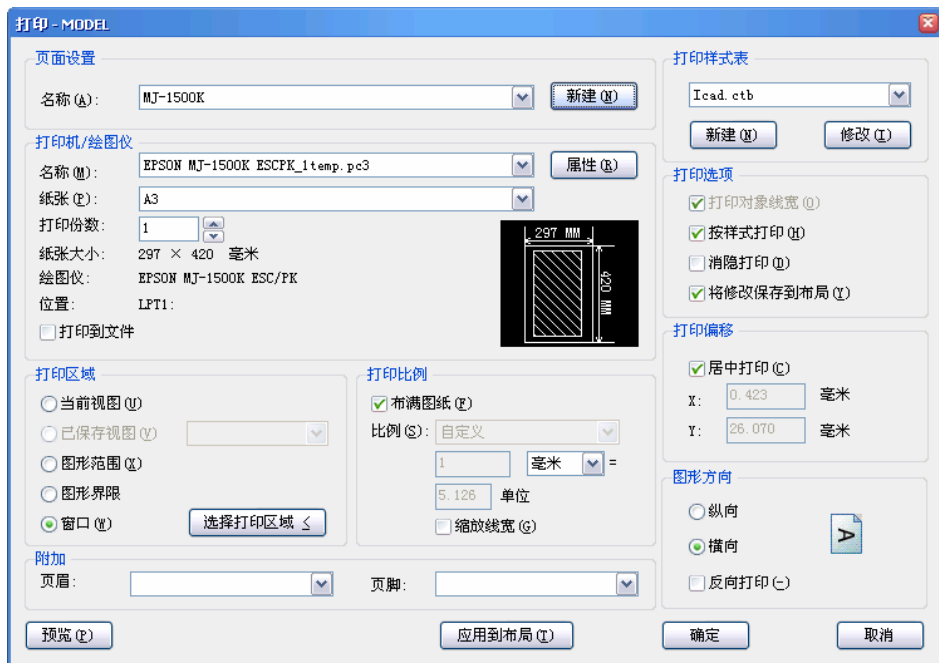 打印 - MODEL
页面设置
名称(A):
MJ-1500K
新建(N)
打印机/绘图仪
名称(M):
EPSON MJ-1500K ESCPK_1temp.pc3
属性(R)
纸张(P):
A3
打印份数:
1
纸张大小: 297 × 420 毫米
绘图仪: EPSON MJ-1500K ESC/PK
位置: LPT1:
打印到文件
297 MM
420 MM
打印区域
当前视图(U)
已保存视图(V)
图形范围(X)
图形界限
窗口(W)
选择打印区域 <
打印比例
布满图纸(F)
比例(S): 自定义
1 毫米 =
5.126 单位
缩放线宽(G)
附加
页眉:
页脚:
打印样式表
Icad.ctb
新建(N)
修改(I)
打印选项
打印对象线宽(O)
按样式打印(H)
消隐打印(D)
将修改保存到布局(Y)
打印偏移
居中打印(C)
X: 0.423 毫米
Y: 26.070 毫米
图形方向
纵向
横向
A
反向打印(-)
预览(P)
应用到布局(T)
确定
取消